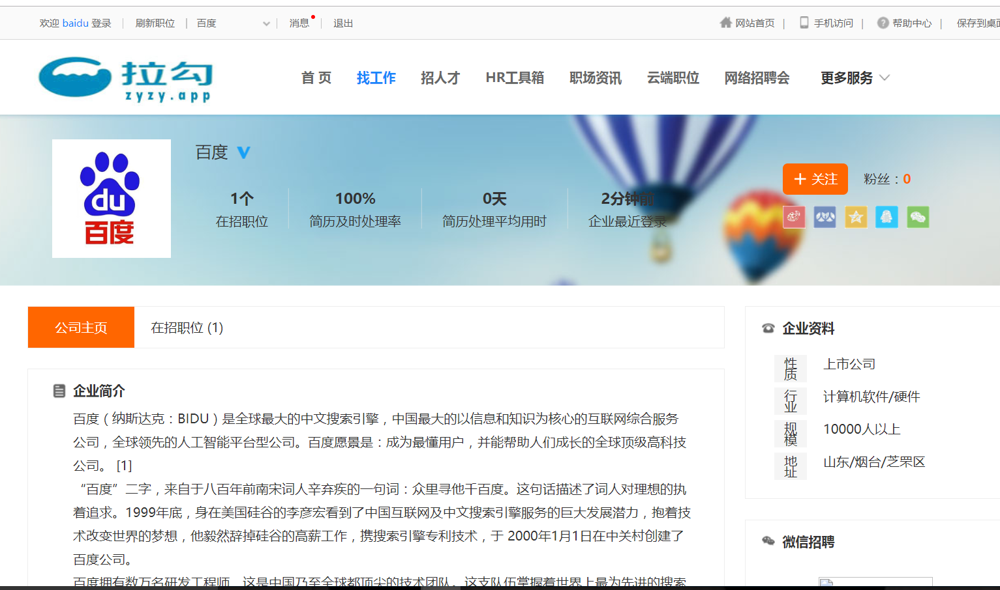 欢迎 baidu 登录 | 刷新职位 | 百度 | 消息 | 退出 网站首页 | 手机访问 | 帮助中心 | 保存到桌面
拉勾
zyzy.app
首 页 找工作 招人才 HR工具箱 职场资讯 云端职位 网络招聘会 更多服务
du
百度
百度
1个 100% 0天 2分钟前
在招职位 简历及时处理率 简历处理平均用时 企业最近登录
+ 关注 粉丝：0
公司主页 在招职位 (1)
企业简介
百度（纳斯达克：BIDU）是全球最大的中文搜索引擎，中国最大的以信息和知识为核心的互联网综合服务
公司，全球领先的人工智能平台型公司。百度愿景是：成为最懂用户，并能帮助人们成长的全球顶级高科技
公司。 [1]
“百度”二字，来自于八百年前南宋词人辛弃疾的一句词：众里寻他千百度。这句话描述了词人对理想的执
着追求。1999年底，身在美国硅谷的李彦宏看到了中国互联网及中文搜索引擎服务的巨大发展潜力，抱着技
术改变世界的梦想，他毅然辞掉硅谷的高薪工作，携搜索引擎专利技术，于 2000年1月1日在中关村创建了
百度公司。
百度拥有数万名研发工程师，这是中国乃至全球都顶尖的技术团队。这支队伍掌握着世界上最为先进的搜索
企业资料
性质 上市公司
行业 计算机软件/硬件
规模 10000人以上
地址 山东/烟台/芝罘区
微信招聘